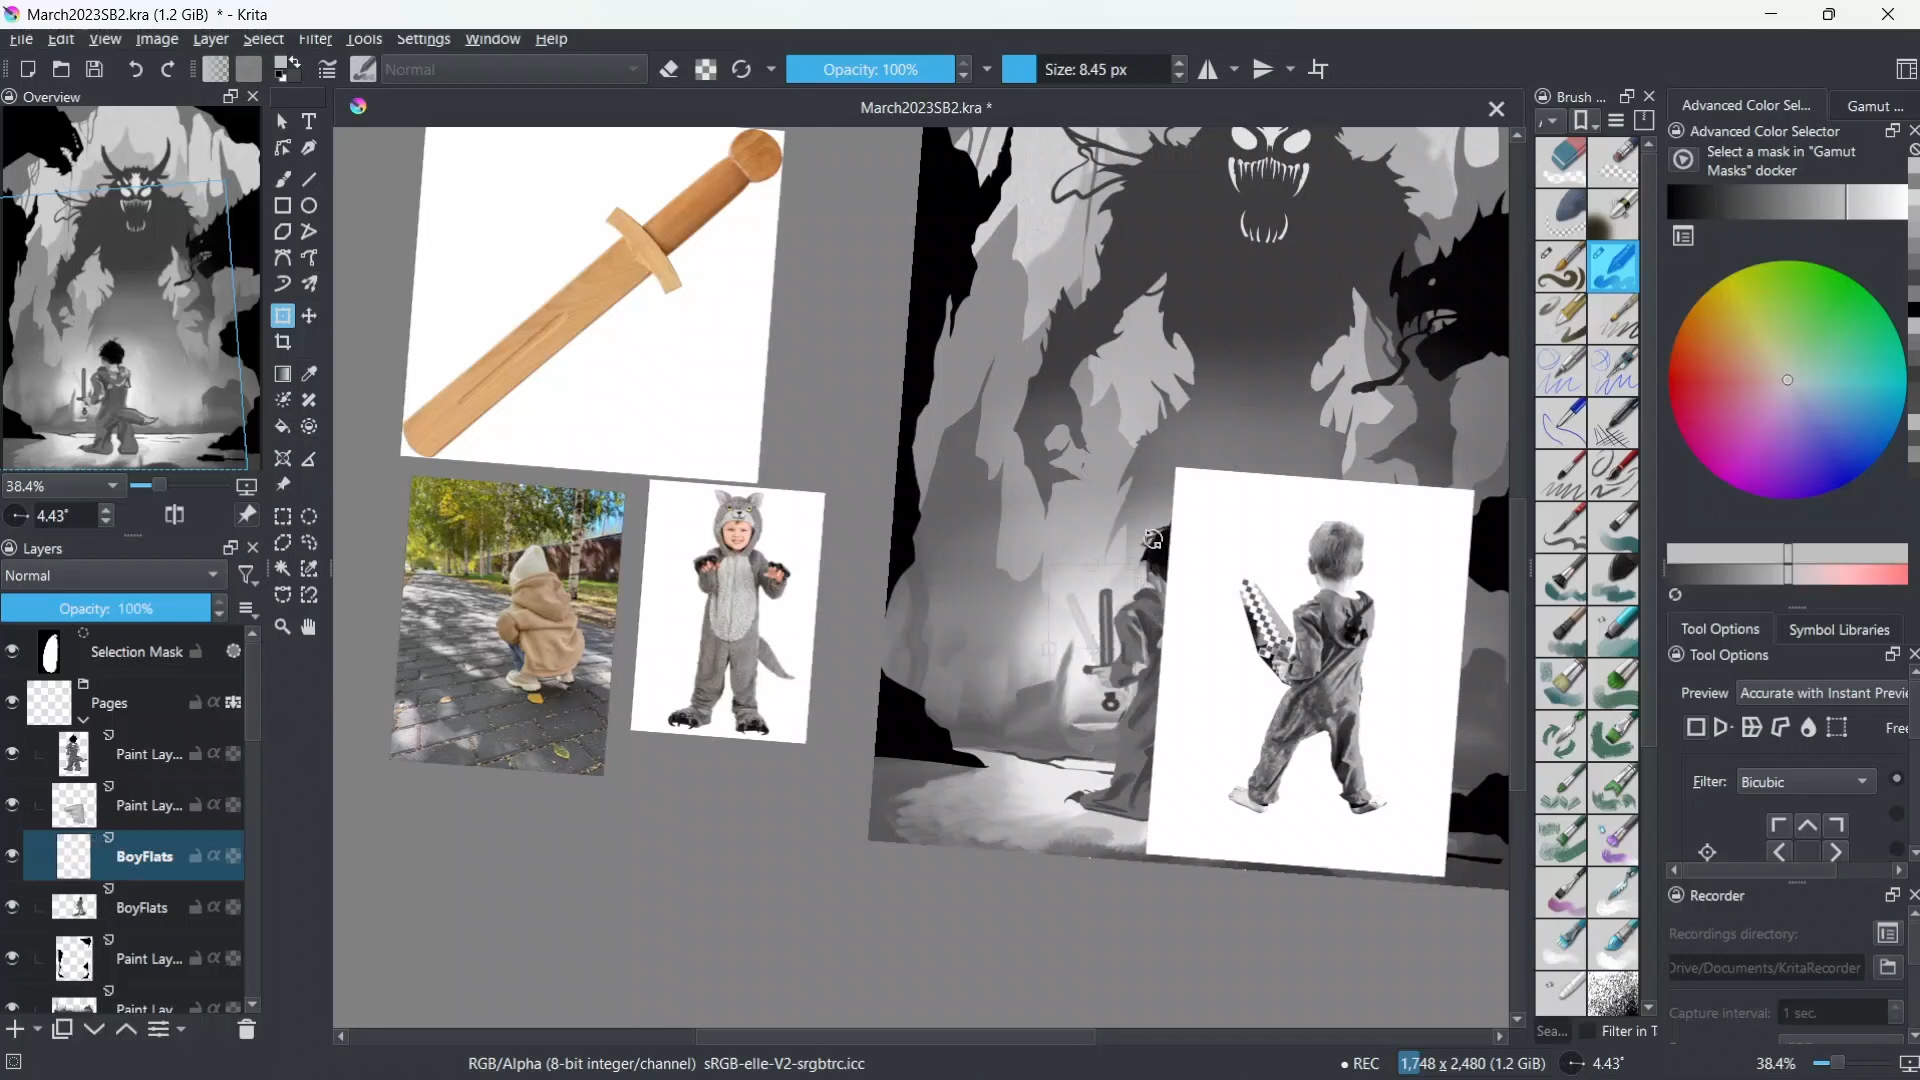 March2023SB2.kra (1.2 GiB) * - Krita
File Edit View Image Layer Select Filter Tools Settings Window Help
Normal
Opacity: 100%
Size: 8.45 px
Overview
March2023SB2.kra *
Brush ...
Advanced Color Sel...
Gamut ...
Advanced Color Selector
Select a mask in "Gamut
Masks" docker
38.4%
4.43°
Layers
Normal
Opacity: 100%
Selection Mask
Pages
Paint Lay...
Paint Lay...
BoyFlats
BoyFlats
Paint Lay...
Paint Lay
Tool Options
Symbol Libraries
Tool Options
Preview
Accurate with Instant Previe
Free
Filter:
Bicubic
Recorder
Recordings directory:
Drive/Documents/KritaRecorder
Capture interval:
1 sec.
Sea...
Filter in T
RGB/Alpha (8-bit integer/channel) sRGB-elle-V2-srgbtrc.icc
REC
1,748 x 2,480 (1.2 GiB)
4.43°
38.4%